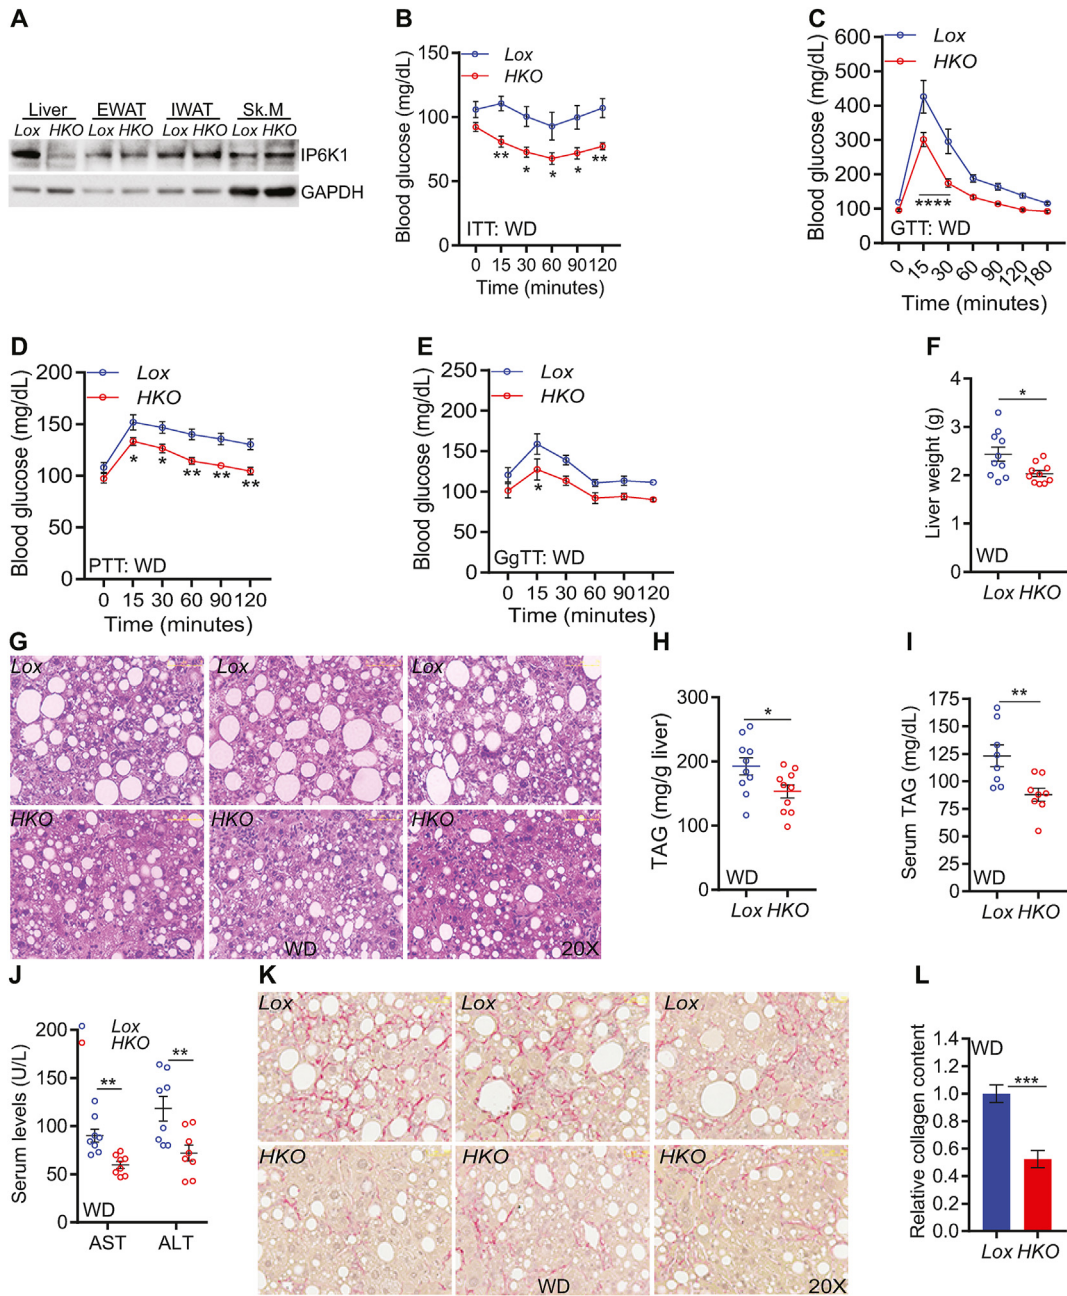 A
Liver EWAT IWAT Sk.M
Lox HKO Lox HKO Lox HKO Lox HKO
IP6K1
GAPDH
B
Blood glucose (mg/dL)
150
100
50
0
Lox
HKO
** * * * **
ITT: WD
0 15 30 60 90 120
Time (minutes)
C
Blood glucose (mg/dL)
600
500
400
300
200
100
0
Lox
HKO
****
GTT: WD
0 15 30 60 90 120 180
Time (minutes)
D
Blood glucose (mg/dL)
200
150
100
50
0
Lox
HKO
* * ** ** **
PTT: WD
0 15 30 60 90 120
Time (minutes)
E
Blood glucose (mg/dL)
250
200
150
100
50
0
Lox
HKO
*
GgTT: WD
0 15 30 60 90 120
Time (minutes)
F
Liver weight (g)
4
3
2
1
0
*
WD
Lox HKO
G
Lox Lox Lox
HKO HKO HKO
WD 20X
H
TAG (mg/g liver)
300
200
100
0
*
WD
Lox HKO
I
Serum TAG (mg/dL)
175
150
125
100
75
50
25
0
**
WD
Lox HKO
J
Serum levels (U/L)
200
150
100
50
0
Lox
HKO
** **
WD
AST ALT
K
Lox Lox Lox
HKO HKO HKO
WD 20X
L
Relative collagen content
1.4
1.2
1.0
0.8
0.6
0.4
0.2
0
WD
***
Lox HKO